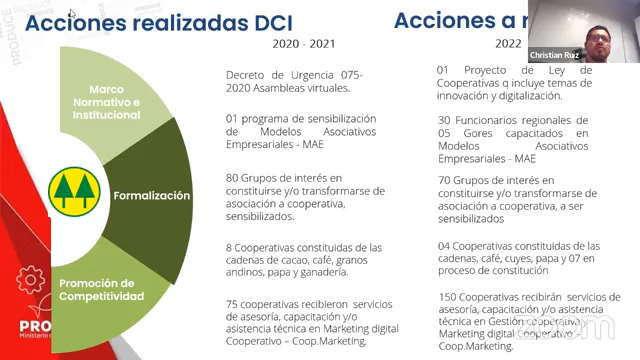 Acciones realizadas DCI
2020 - 2021
Marco
Normativo e
Institucional
Formalización
Promoción de
Competitividad
Decreto de Urgencia 075-
2020 Asambleas virtuales.
01 programa de sensibilización
de Modelos Asociativos
Empresariales - MAE
80 Grupos de interés en
constituirse y/o transformarse de
asociación a cooperativa,
sensibilizados.
8 Cooperativas constituidas de las
cadenas de cacao, café, granos
andinos, papa y ganadería.
75 cooperativas recibieron servicios
de asesoría, capacitación y/o
asistencia técnica en Marketing digital
Cooperativo – Coop.Marketing.
Acciones a
2022
Christian Ruiz
01 Proyecto de Ley de
Cooperativas q incluye temas de
innovación y digitalización.
30 Funcionarios regionales de
05 Gores capacitados en
Modelos Asociativos
Empresariales - MAE
70 Grupos de interés en
constituirse y/o transformarse de
asociación a cooperativa, a ser
sensibilizados
04 Cooperativas constituidas de las
cadenas, café, cuyes, papa y 07 en
proceso de constitución
150 Cooperativas recibirán servicios de
asesoría, capacitación y/o asistencia
técnica en Gestión cooperativa y
Marketing digital Cooperativo –
Coop.Marketing.
PRO
Ministerio d
zoom
PRODUCE